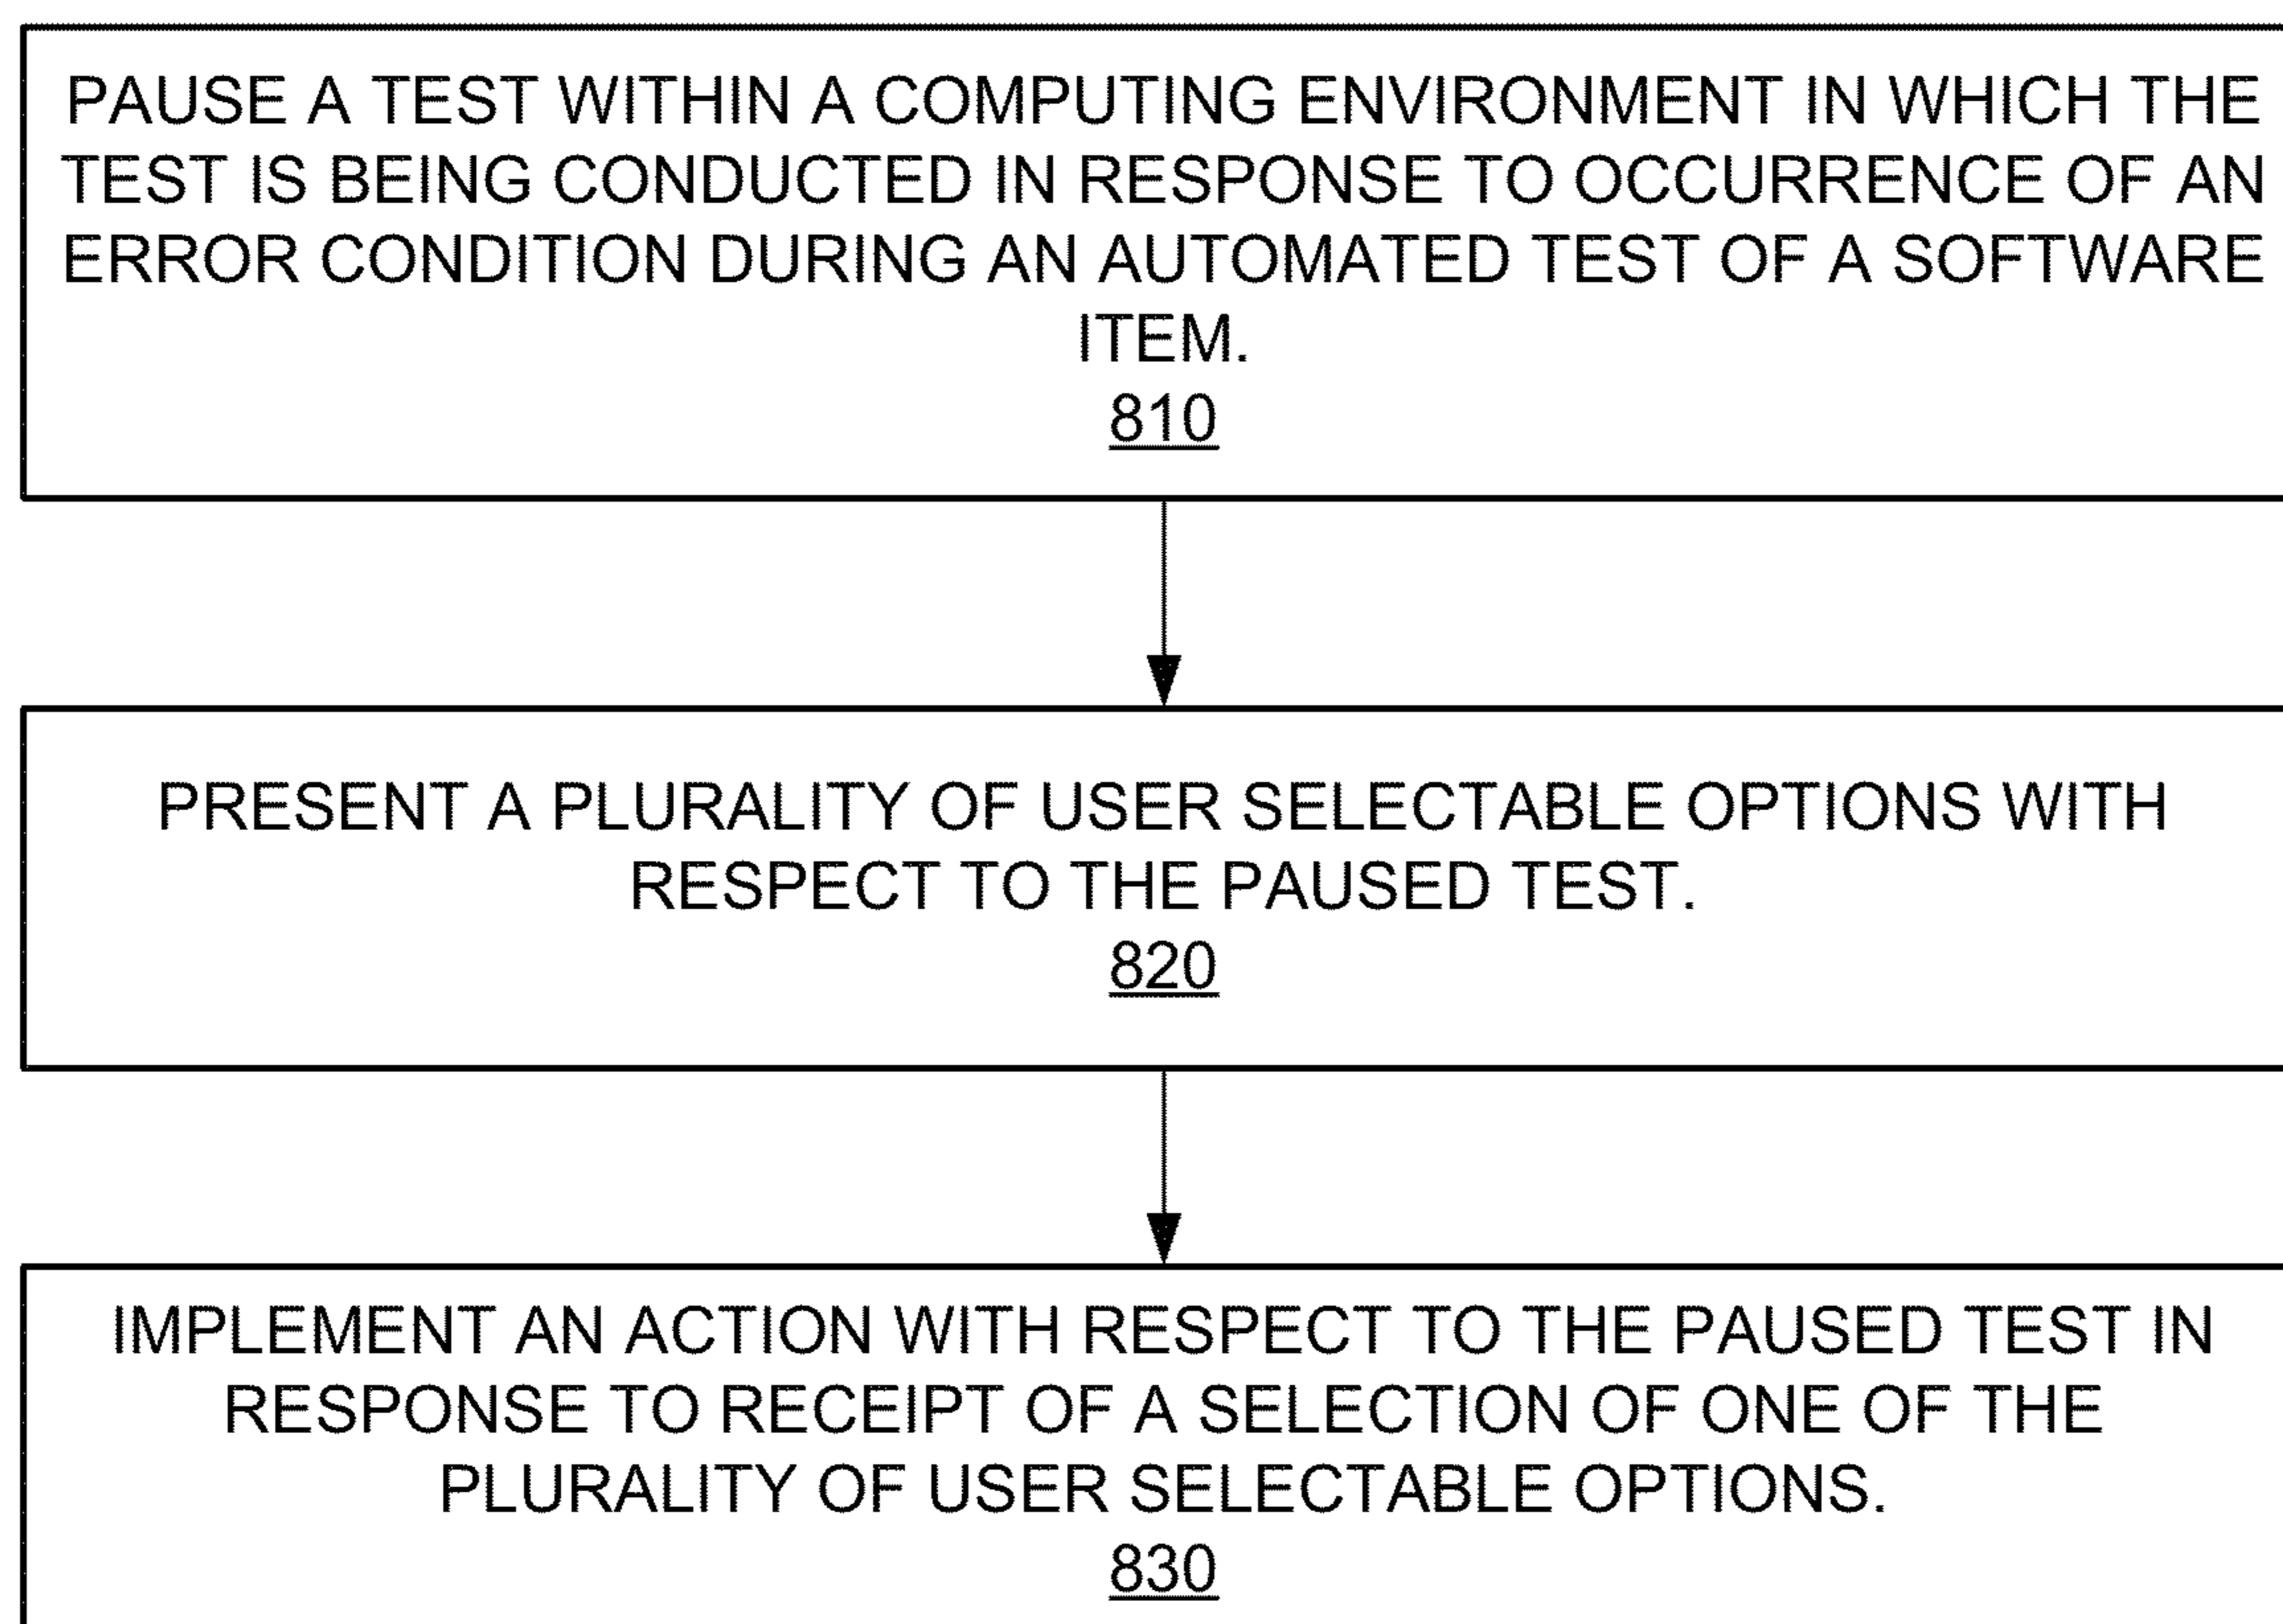 PAUSE A TEST WITHIN A COMPUTING ENVIRONMENT IN WHICH THE
TEST IS BEING CONDUCTED IN RESPONSE TO OCCURRENCE OF AN
ERROR CONDITION DURING AN AUTOMATED TEST OF A SOFTWARE
ITEM.
810
PRESENT A PLURALITY OF USER SELECTABLE OPTIONS WITH
RESPECT TO THE PAUSED TEST.
820
IMPLEMENT AN ACTION WITH RESPECT TO THE PAUSED TEST IN
RESPONSE TO RECEIPT OF A SELECTION OF ONE OF THE
PLURALITY OF USER SELECTABLE OPTIONS.
830